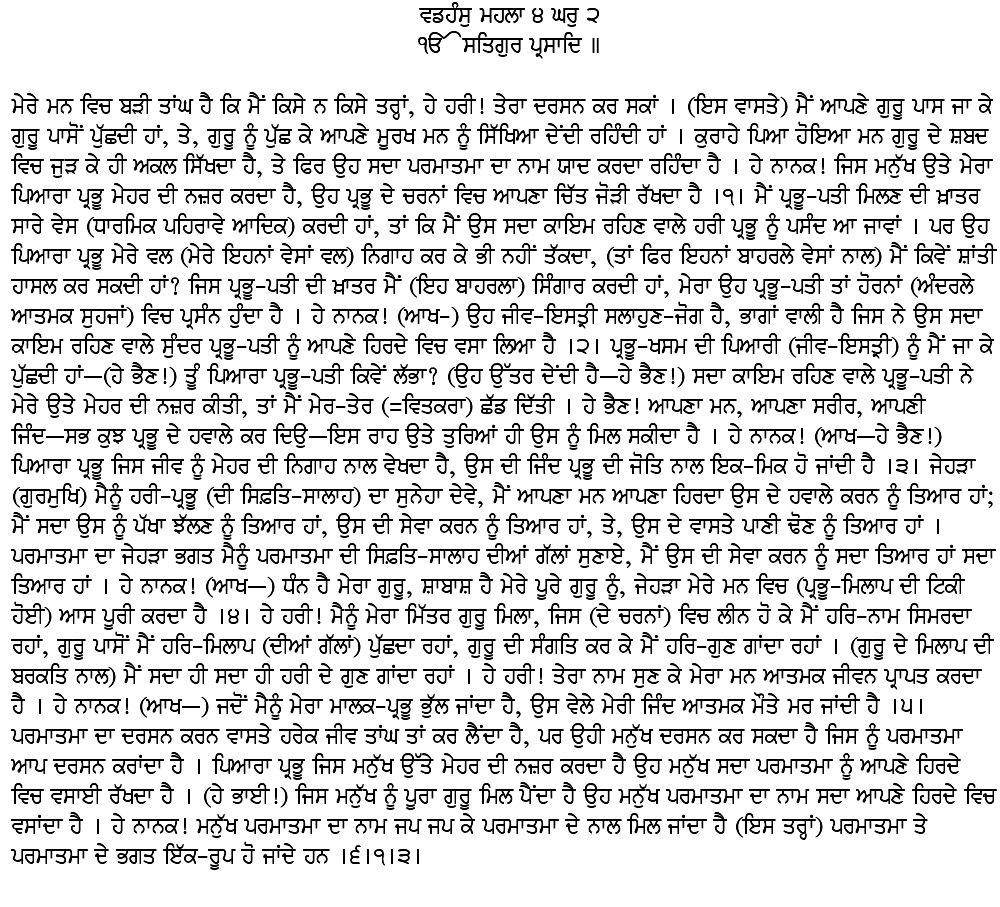 ਵਡਹੰਸੁ ਮਹਲਾ ੪ ਘਰੁ ੨
ੴ ਸਤਿਗੁਰ ਪ੍ਰਸਾਦਿ ॥
ਮੇਰੇ ਮਨ ਵਿਚ ਬੜੀ ਤਾਂਘ ਹੈ ਕਿ ਮੈਂ ਕਿਸੇ ਨ ਕਿਸੇ ਤਰ੍ਹਾਂ, ਹੇ ਹਰੀ! ਤੇਰਾ ਦਰਸਨ ਕਰ ਸਕਾਂ । (ਇਸ ਵਾਸਤੇ) ਮੈਂ ਆਪਣੇ ਗੁਰੂ ਪਾਸ ਜਾ ਕੇ
ਗੁਰੂ ਪਾਸੋਂ ਪੁੱਛਦੀ ਹਾਂ, ਤੇ, ਗੁਰੂ ਨੂੰ ਪੁੱਛ ਕੇ ਆਪਣੇ ਮੂਰਖ ਮਨ ਨੂੰ ਸਿੱਖਿਆ ਦੇਂਦੀ ਰਹਿੰਦੀ ਹਾਂ । ਕੁਰਾਹੇ ਪਿਆ ਹੋਇਆ ਮਨ ਗੁਰੂ ਦੇ ਸ਼ਬਦ
ਵਿਚ ਜੁੜ ਕੇ ਹੀ ਅਕਲ ਸਿੱਖਦਾ ਹੈ, ਤੇ ਫਿਰ ਉਹ ਸਦਾ ਪਰਮਾਤਮਾ ਦਾ ਨਾਮ ਯਾਦ ਕਰਦਾ ਰਹਿੰਦਾ ਹੈ । ਹੇ ਨਾਨਕ! ਜਿਸ ਮਨੁੱਖ ਉਤੇ ਮੇਰਾ
ਪਿਆਰਾ ਪ੍ਰਭੂ ਮੇਹਰ ਦੀ ਨਜ਼ਰ ਕਰਦਾ ਹੈ, ਉਹ ਪ੍ਰਭੂ ਦੇ ਚਰਨਾਂ ਵਿਚ ਆਪਣਾ ਚਿੱਤ ਜੋੜੀ ਰੱਖਦਾ ਹੈ ।੧। ਮੈਂ ਪ੍ਰਭੂ-ਪਤੀ ਮਿਲਣ ਦੀ ਖ਼ਾਤਰ
ਸਾਰੇ ਵੇਸ (ਧਾਰਮਿਕ ਪਹਿਰਾਵੇ ਆਦਿਕ) ਕਰਦੀ ਹਾਂ, ਤਾਂ ਕਿ ਮੈਂ ਉਸ ਸਦਾ ਕਾਇਮ ਰਹਿਣ ਵਾਲੇ ਹਰੀ ਪ੍ਰਭੂ ਨੂੰ ਪਸੰਦ ਆ ਜਾਵਾਂ । ਪਰ ਉਹ
ਪਿਆਰਾ ਪ੍ਰਭੂ ਮੇਰੇ ਵਲ (ਮੇਰੇ ਇਹਨਾਂ ਵੇਸਾਂ ਵਲ) ਨਿਗਾਹ ਕਰ ਕੇ ਭੀ ਨਹੀਂ ਤੱਕਦਾ, (ਤਾਂ ਫਿਰ ਇਹਨਾਂ ਬਾਹਰਲੇ ਵੇਸਾਂ ਨਾਲ) ਮੈਂ ਕਿਵੇਂ ਸ਼ਾਂਤੀ
ਹਾਸਲ ਕਰ ਸਕਦੀ ਹਾਂ? ਜਿਸ ਪ੍ਰਭੂ-ਪਤੀ ਦੀ ਖ਼ਾਤਰ ਮੈਂ (ਇਹ ਬਾਹਰਲਾ) ਸਿੰਗਾਰ ਕਰਦੀ ਹਾਂ, ਮੇਰਾ ਉਹ ਪ੍ਰਭੂ-ਪਤੀ ਤਾਂ ਹੋਰਨਾਂ (ਅੰਦਰਲੇ
ਆਤਮਕ ਸੁਹਜਾਂ) ਵਿਚ ਪ੍ਰਸੰਨ ਹੁੰਦਾ ਹੈ । ਹੇ ਨਾਨਕ! (ਆਖ-) ਉਹ ਜੀਵ-ਇਸਤ੍ਰੀ ਸਲਾਹੁਣ-ਜੋਗ ਹੈ, ਭਾਗਾਂ ਵਾਲੀ ਹੈ ਜਿਸ ਨੇ ਉਸ ਸਦਾ
ਕਾਇਮ ਰਹਿਣ ਵਾਲੇ ਸੁੰਦਰ ਪ੍ਰਭੂ-ਪਤੀ ਨੂੰ ਆਪਣੇ ਹਿਰਦੇ ਵਿਚ ਵਸਾ ਲਿਆ ਹੈ ।੨। ਪ੍ਰਭੂ-ਖਸਮ ਦੀ ਪਿਆਰੀ (ਜੀਵ-ਇਸਤ੍ਰੀ) ਨੂੰ ਮੈਂ ਜਾ ਕੇ
ਪੁੱਛਦੀ ਹਾਂ—(ਹੇ ਭੈਣ!) ਤੂੰ ਪਿਆਰਾ ਪ੍ਰਭੂ-ਪਤੀ ਕਿਵੇਂ ਲੱਭਾ? (ਉਹ ਉੱਤਰ ਦੇਂਦੀ ਹੈ—ਹੇ ਭੈਣ!) ਸਦਾ ਕਾਇਮ ਰਹਿਣ ਵਾਲੇ ਪ੍ਰਭੂ-ਪਤੀ ਨੇ
ਮੇਰੇ ਉਤੇ ਮੇਹਰ ਦੀ ਨਜ਼ਰ ਕੀਤੀ, ਤਾਂ ਮੈਂ ਮੇਰ-ਤੇਰ (=ਵਿਤਕਰਾ) ਛੱਡ ਦਿੱਤੀ । ਹੇ ਭੈਣ! ਆਪਣਾ ਮਨ, ਆਪਣਾ ਸਰੀਰ, ਆਪਣੀ
ਜਿੰਦ—ਸਭ ਕੁਝ ਪ੍ਰਭੂ ਦੇ ਹਵਾਲੇ ਕਰ ਦਿਉ—ਇਸ ਰਾਹ ਉਤੇ ਤੁਰਿਆਂ ਹੀ ਉਸ ਨੂੰ ਮਿਲ ਸਕੀਦਾ ਹੈ । ਹੇ ਨਾਨਕ! (ਆਖ—ਹੇ ਭੈਣ!)
ਪਿਆਰਾ ਪ੍ਰਭੂ ਜਿਸ ਜੀਵ ਨੂੰ ਮੇਹਰ ਦੀ ਨਿਗਾਹ ਨਾਲ ਵੇਖਦਾ ਹੈ, ਉਸ ਦੀ ਜਿੰਦ ਪ੍ਰਭੂ ਦੀ ਜੋਤਿ ਨਾਲ ਇਕ-ਮਿਕ ਹੋ ਜਾਂਦੀ ਹੈ ।੩। ਜੇਹੜਾ
(ਗੁਰਮੁਖਿ) ਮੈਨੂੰ ਹਰੀ-ਪ੍ਰਭੂ (ਦੀ ਸਿਫ਼ਤਿ-ਸਾਲਾਹ) ਦਾ ਸੁਨੇਹਾ ਦੇਵੇ, ਮੈਂ ਆਪਣਾ ਮਨ ਆਪਣਾ ਹਿਰਦਾ ਉਸ ਦੇ ਹਵਾਲੇ ਕਰਨ ਨੂੰ ਤਿਆਰ ਹਾਂ;
ਮੈਂ ਸਦਾ ਉਸ ਨੂੰ ਪੱਖਾ ਝੱਲਣ ਨੂੰ ਤਿਆਰ ਹਾਂ, ਉਸ ਦੀ ਸੇਵਾ ਕਰਨ ਨੂੰ ਤਿਆਰ ਹਾਂ, ਤੇ, ਉਸ ਦੇ ਵਾਸਤੇ ਪਾਣੀ ਢੋਣ ਨੂੰ ਤਿਆਰ ਹਾਂ ।
ਪਰਮਾਤਮਾ ਦਾ ਜੇਹੜਾ ਭਗਤ ਮੈਨੂੰ ਪਰਮਾਤਮਾ ਦੀ ਸਿਫ਼ਤਿ-ਸਾਲਾਹ ਦੀਆਂ ਗੱਲਾਂ ਸੁਣਾਏ, ਮੈਂ ਉਸ ਦੀ ਸੇਵਾ ਕਰਨ ਨੂੰ ਸਦਾ ਤਿਆਰ ਹਾਂ ਸਦਾ
ਤਿਆਰ ਹਾਂ । ਹੇ ਨਾਨਕ! (ਆਖ—) ਧੰਨ ਹੈ ਮੇਰਾ ਗੁਰੂ, ਸ਼ਾਬਾਸ਼ ਹੈ ਮੇਰੇ ਪੂਰੇ ਗੁਰੂ ਨੂੰ, ਜੇਹੜਾ ਮੇਰੇ ਮਨ ਵਿਚ (ਪ੍ਰਭੂ-ਮਿਲਾਪ ਦੀ ਟਿਕੀ
ਹੋਈ) ਆਸ ਪੂਰੀ ਕਰਦਾ ਹੈ ।੪। ਹੇ ਹਰੀ! ਮੈਨੂੰ ਮੇਰਾ ਮਿੱਤਰ ਗੁਰੂ ਮਿਲਾ, ਜਿਸ (ਦੇ ਚਰਨਾਂ) ਵਿਚ ਲੀਨ ਹੋ ਕੇ ਮੈਂ ਹਰਿ-ਨਾਮ ਸਿਮਰਦਾ
ਰਹਾਂ, ਗੁਰੂ ਪਾਸੋਂ ਮੈਂ ਹਰਿ-ਮਿਲਾਪ (ਦੀਆਂ ਗੱਲਾਂ) ਪੁੱਛਦਾ ਰਹਾਂ, ਗੁਰੂ ਦੀ ਸੰਗਤਿ ਕਰ ਕੇ ਮੈਂ ਹਰਿ-ਗੁਣ ਗਾਂਦਾ ਰਹਾਂ । (ਗੁਰੂ ਦੇ ਮਿਲਾਪ ਦੀ
ਬਰਕਤਿ ਨਾਲ) ਮੈਂ ਸਦਾ ਹੀ ਸਦਾ ਹੀ ਹਰੀ ਦੇ ਗੁਣ ਗਾਂਦਾ ਰਹਾਂ । ਹੇ ਹਰੀ! ਤੇਰਾ ਨਾਮ ਸੁਣ ਕੇ ਮੇਰਾ ਮਨ ਆਤਮਕ ਜੀਵਨ ਪ੍ਰਾਪਤ ਕਰਦਾ
ਹੈ । ਹੇ ਨਾਨਕ! (ਆਖ—) ਜਦੋਂ ਮੈਨੂੰ ਮੇਰਾ ਮਾਲਕ-ਪ੍ਰਭੂ ਭੁੱਲ ਜਾਂਦਾ ਹੈ, ਉਸ ਵੇਲੇ ਮੇਰੀ ਜਿੰਦ ਆਤਮਕ ਮੌਤੇ ਮਰ ਜਾਂਦੀ ਹੈ ।੫।
ਪਰਮਾਤਮਾ ਦਾ ਦਰਸਨ ਕਰਨ ਵਾਸਤੇ ਹਰੇਕ ਜੀਵ ਤਾਂਘ ਤਾਂ ਕਰ ਲੈਂਦਾ ਹੈ, ਪਰ ਉਹੀ ਮਨੁੱਖ ਦਰਸਨ ਕਰ ਸਕਦਾ ਹੈ ਜਿਸ ਨੂੰ ਪਰਮਾਤਮਾ
ਆਪ ਦਰਸਨ ਕਰਾਂਦਾ ਹੈ । ਪਿਆਰਾ ਪ੍ਰਭੂ ਜਿਸ ਮਨੁੱਖ ਉੱਤੇ ਮੇਹਰ ਦੀ ਨਜ਼ਰ ਕਰਦਾ ਹੈ ਉਹ ਮਨੁੱਖ ਸਦਾ ਪਰਮਾਤਮਾ ਨੂੰ ਆਪਣੇ ਹਿਰਦੇ
ਵਿਚ ਵਸਾਈ ਰੱਖਦਾ ਹੈ । (ਹੇ ਭਾਈ!) ਜਿਸ ਮਨੁੱਖ ਨੂੰ ਪੂਰਾ ਗੁਰੂ ਮਿਲ ਪੈਂਦਾ ਹੈ ਉਹ ਮਨੁੱਖ ਪਰਮਾਤਮਾ ਦਾ ਨਾਮ ਸਦਾ ਆਪਣੇ ਹਿਰਦੇ ਵਿਚ
ਵਸਾਂਦਾ ਹੈ । ਹੇ ਨਾਨਕ! ਮਨੁੱਖ ਪਰਮਾਤਮਾ ਦਾ ਨਾਮ ਜਪ ਜਪ ਕੇ ਪਰਮਾਤਮਾ ਦੇ ਨਾਲ ਮਿਲ ਜਾਂਦਾ ਹੈ (ਇਸ ਤਰ੍ਹਾਂ) ਪਰਮਾਤਮਾ ਤੇ
ਪਰਮਾਤਮਾ ਦੇ ਭਗਤ ਇੱਕ-ਰੂਪ ਹੋ ਜਾਂਦੇ ਹਨ ।੬।੧।੩।